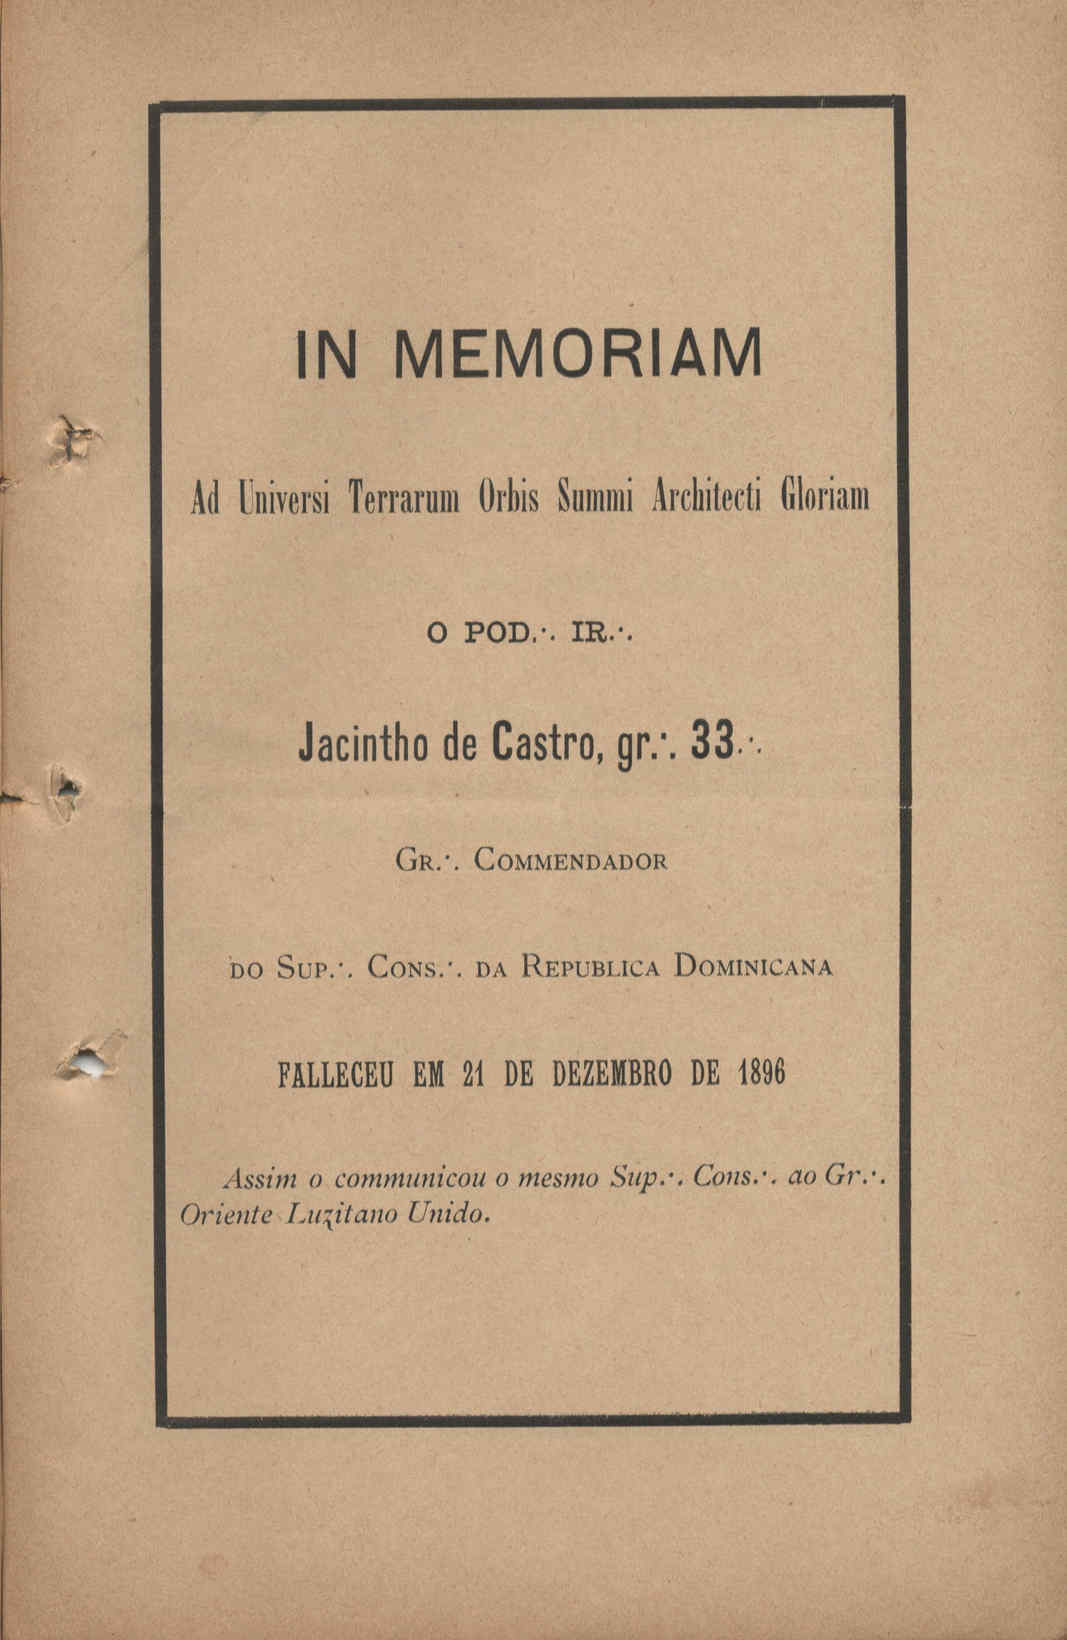 IN MEMORIAM
Ad Universi Terrarum Orbis Summi Architecti Gloriam
O POD.∴ IR.∴
Jacintho de Castro, gr.∴ 33.∴
GR.∴ COMMENDADOR
DO SUP.∴ CONS.∴ DA REPUBLICA DOMINICANA
FALLECEU EM 21 DE DEZEMBRO DE 1896
Assim o communicou o mesmo Sup.∴ Cons.∴ ao Gr.∴
Oriente Luzitano Unido.